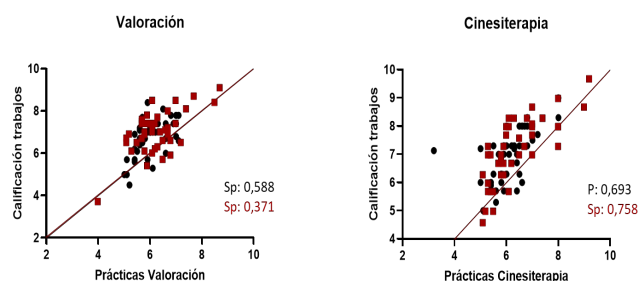 Valoración
Calificación trabajos
10
8
6
4
2
2
4
6
8
10
Sp: 0,588
Sp: 0,371
Prácticas Valoración
Cinesiterapia
Calificación trabajos
10
9
8
7
6
5
4
2
4
6
8
10
P: 0,693
Sp: 0,758
Prácticas Cinesiterapia